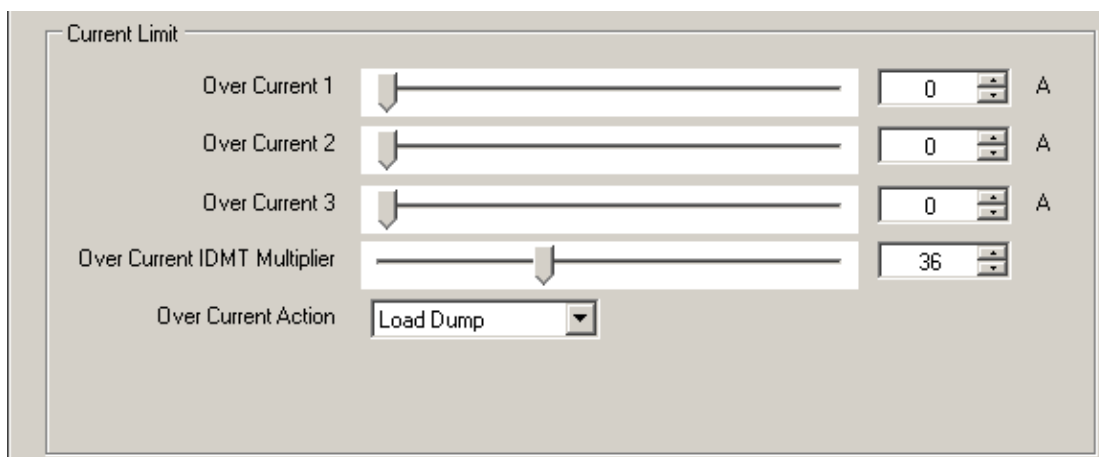 Current Limit
Over Current 1 0 A
Over Current 2 0 A
Over Current 3 0 A
Over Current IDMT Multiplier 36
Over Current Action Load Dump